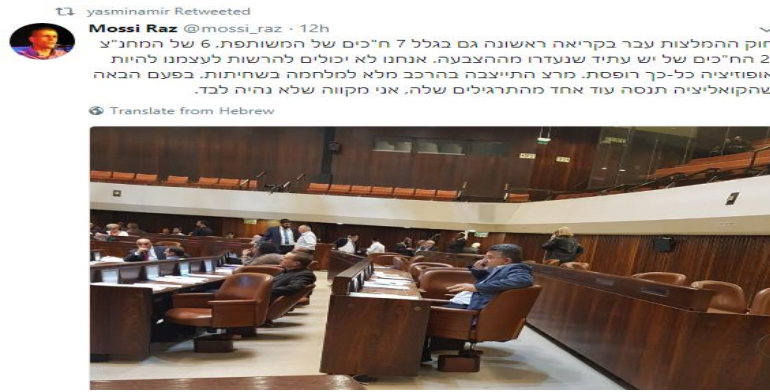 yasminamir Retweeted
Mossi Raz @mossi_raz · 12h
חוק ההמלצות עבר בקריאה ראשונה גם בגלל 7 ח"כים של המשותפת, 6 של המחנ"צ
2 הח"כים של יש עתיד שנעדרו מההצבעה. אנחנו לא יכולים להרשות לעצמנו להיות
אופוזיציה כל-כך רופסת. מרצ התייצבה בהרכב מלא למלחמה בשחיתות. בפעם הבאה
שהקואליציה תנסה עוד אחד מהתרגילים שלה, אני מקווה שלא נהיה לבד.
Translate from Hebrew